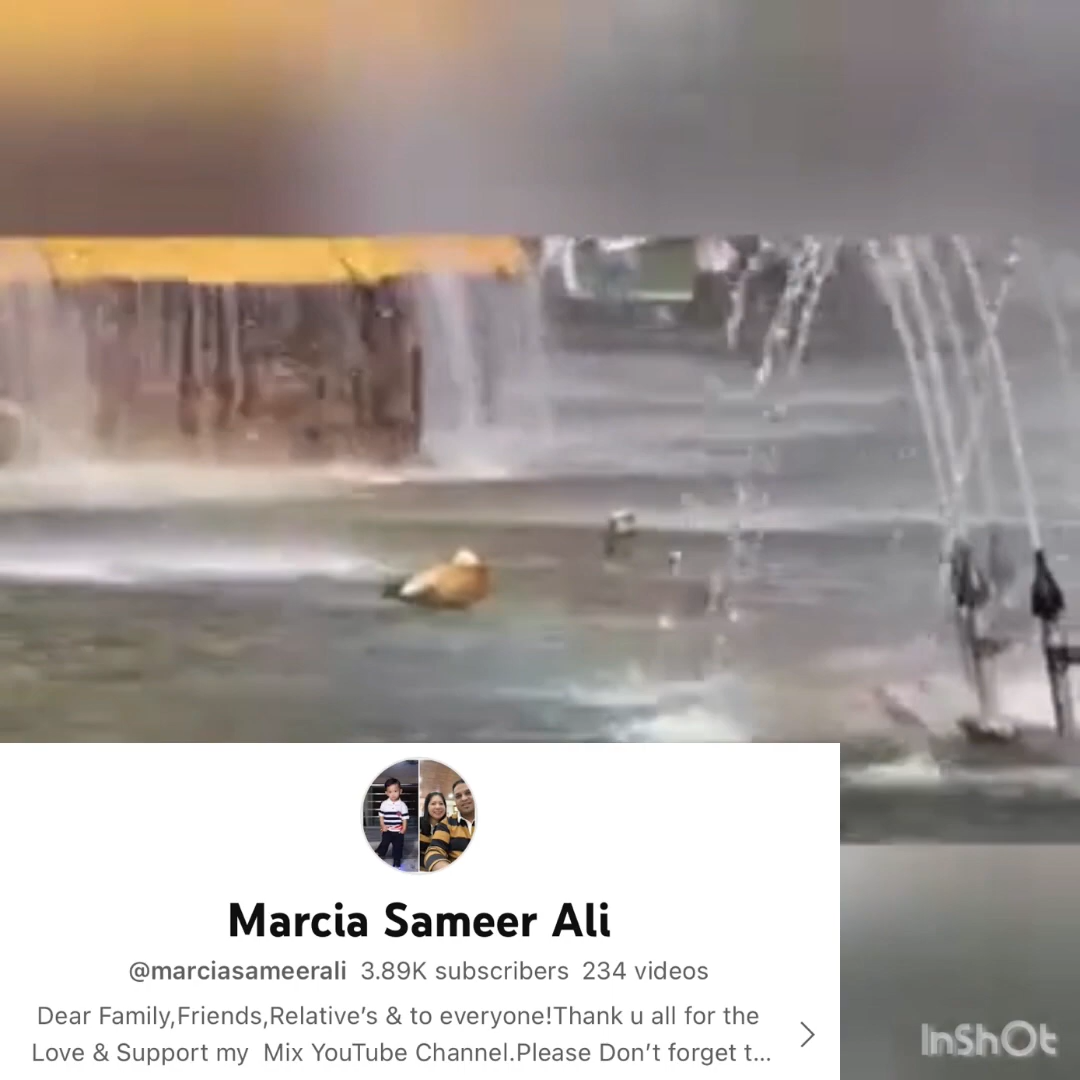 Marcia Sameer Ali
@marciasameerali 3.89K subscribers 234 videos
Dear Family,Friends,Relative’s & to everyone!Thank u all for the
Love & Support my  Mix YouTube Channel.Please Don’t forget t...
InShOt